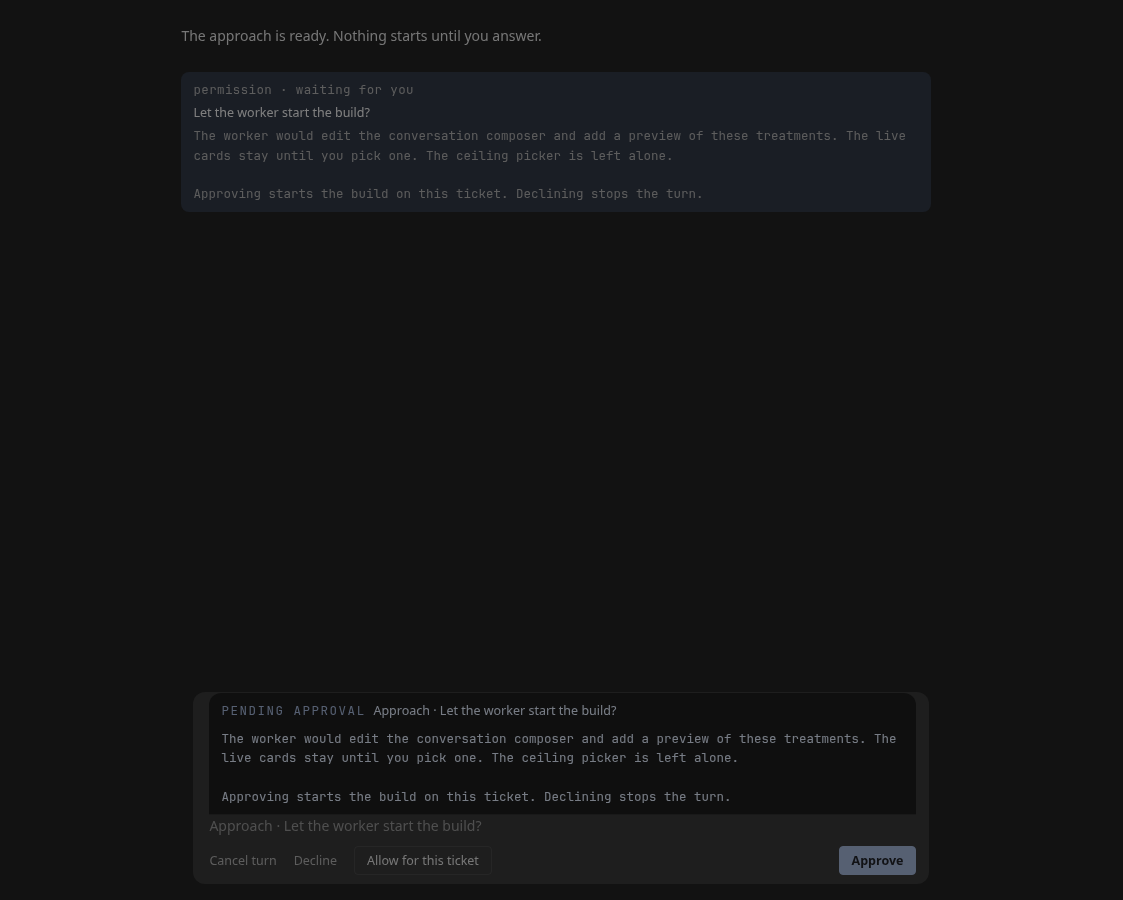 The approach is ready. Nothing starts until you answer.
permission · waiting for you
Let the worker start the build?
The worker would edit the conversation composer and add a preview of these treatments. The live
cards stay until you pick one. The ceiling picker is left alone.
Approving starts the build on this ticket. Declining stops the turn.
PENDING APPROVAL Approach · Let the worker start the build?
The worker would edit the conversation composer and add a preview of these treatments. The
live cards stay until you pick one. The ceiling picker is left alone.
Approving starts the build on this ticket. Declining stops the turn.
Approach · Let the worker start the build?
Cancel turn Decline Allow for this ticket Approve